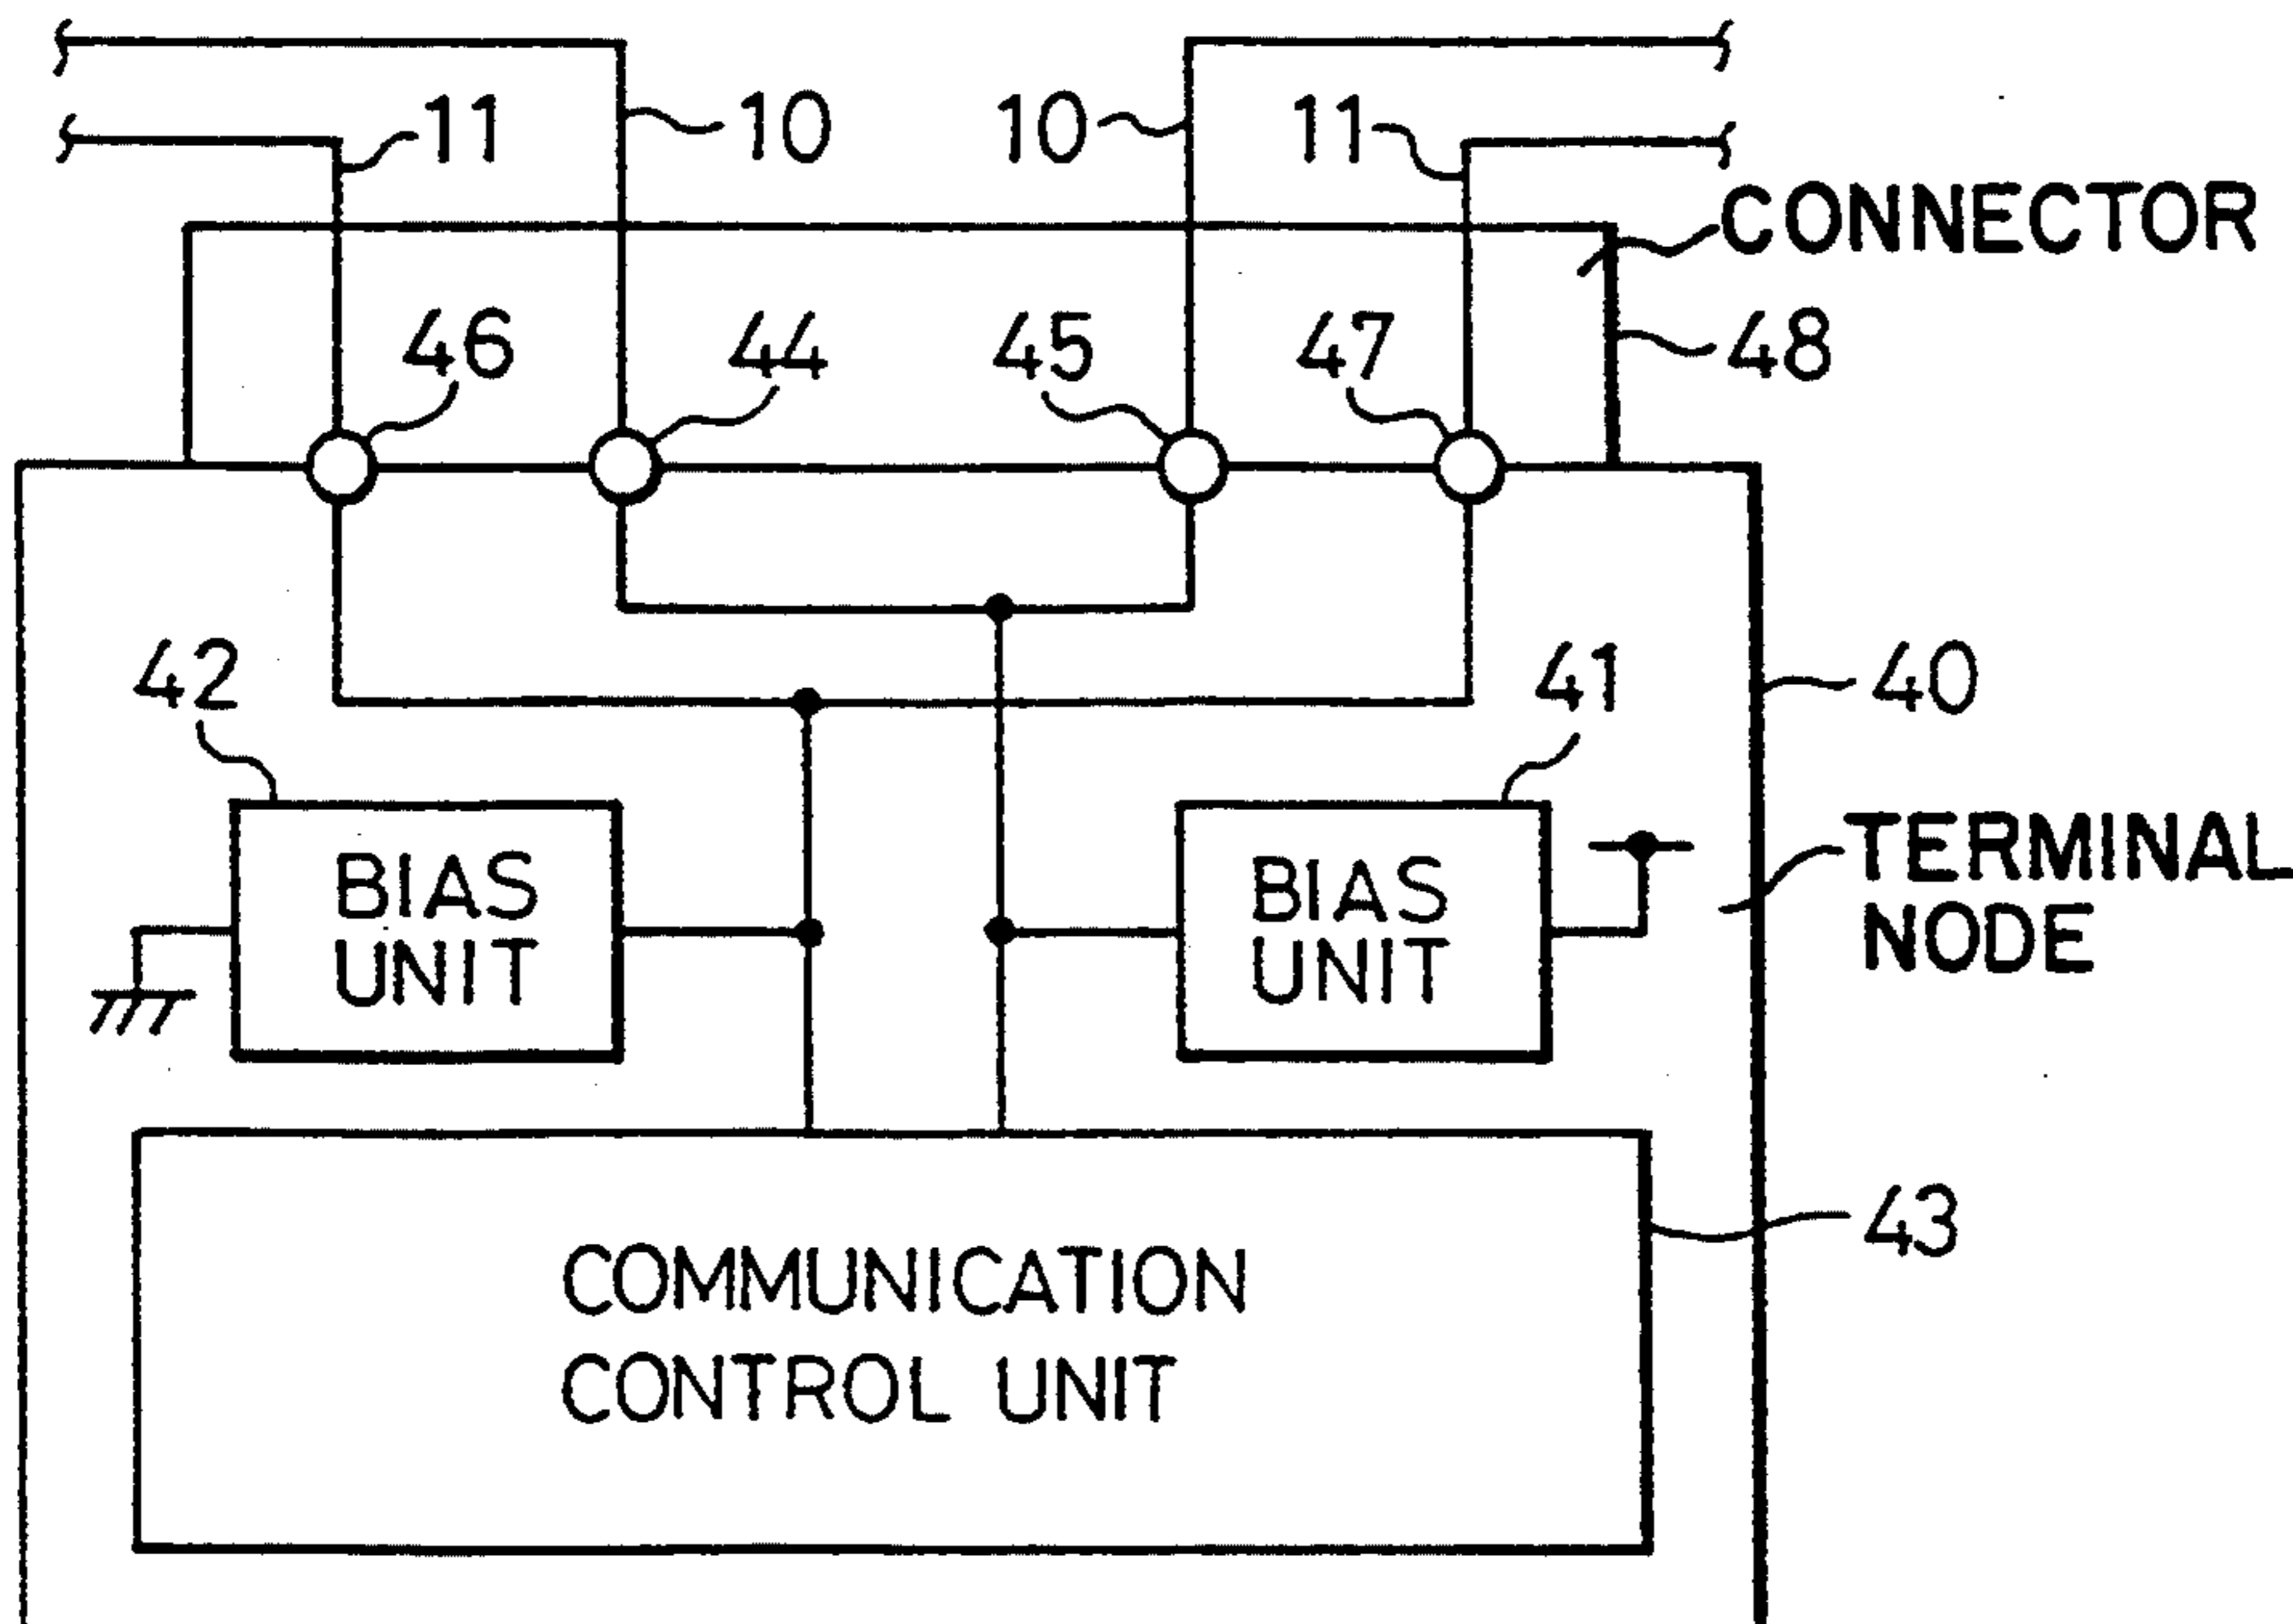 11 10 10 11
CONNECTOR
46 44 45 47 48
42 41 40
BIAS UNIT
BIAS UNIT
TERMINAL NODE
43
COMMUNICATION
CONTROL UNIT